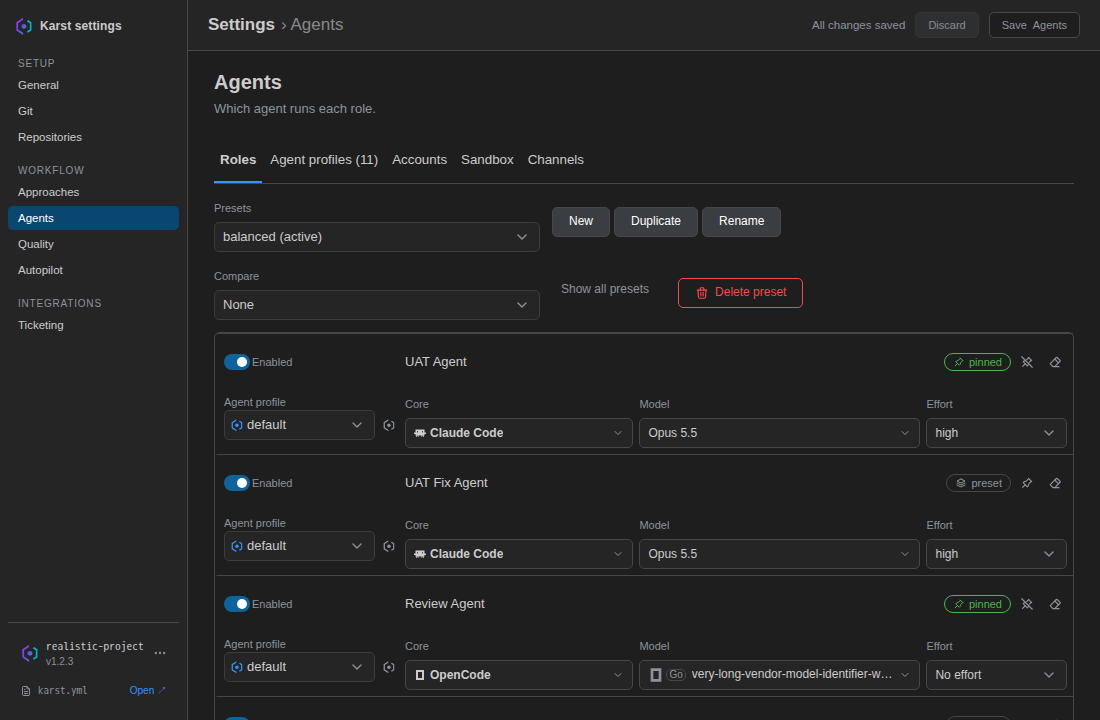 Karst settings
SETUP
General
Git
Repositories
WORKFLOW
Approaches
Agents
Quality
Autopilot
INTEGRATIONS
Ticketing
realistic-project
v1.2.3
karst.yml
Open ↗
Settings › Agents
All changes saved
Discard
Save Agents
Agents
Which agent runs each role.
Roles Agent profiles (11) Accounts Sandbox Channels
Presets
balanced (active)
New Duplicate Rename
Compare
None
Show all presets
Delete preset
Enabled UAT Agent pinned
Agent profile Core Model Effort
default Claude Code Opus 5.5 high
Enabled UAT Fix Agent preset
Agent profile Core Model Effort
default Claude Code Opus 5.5 high
Enabled Review Agent pinned
Agent profile Core Model Effort
default OpenCode Go very-long-vendor-model-identifier-w… No effort